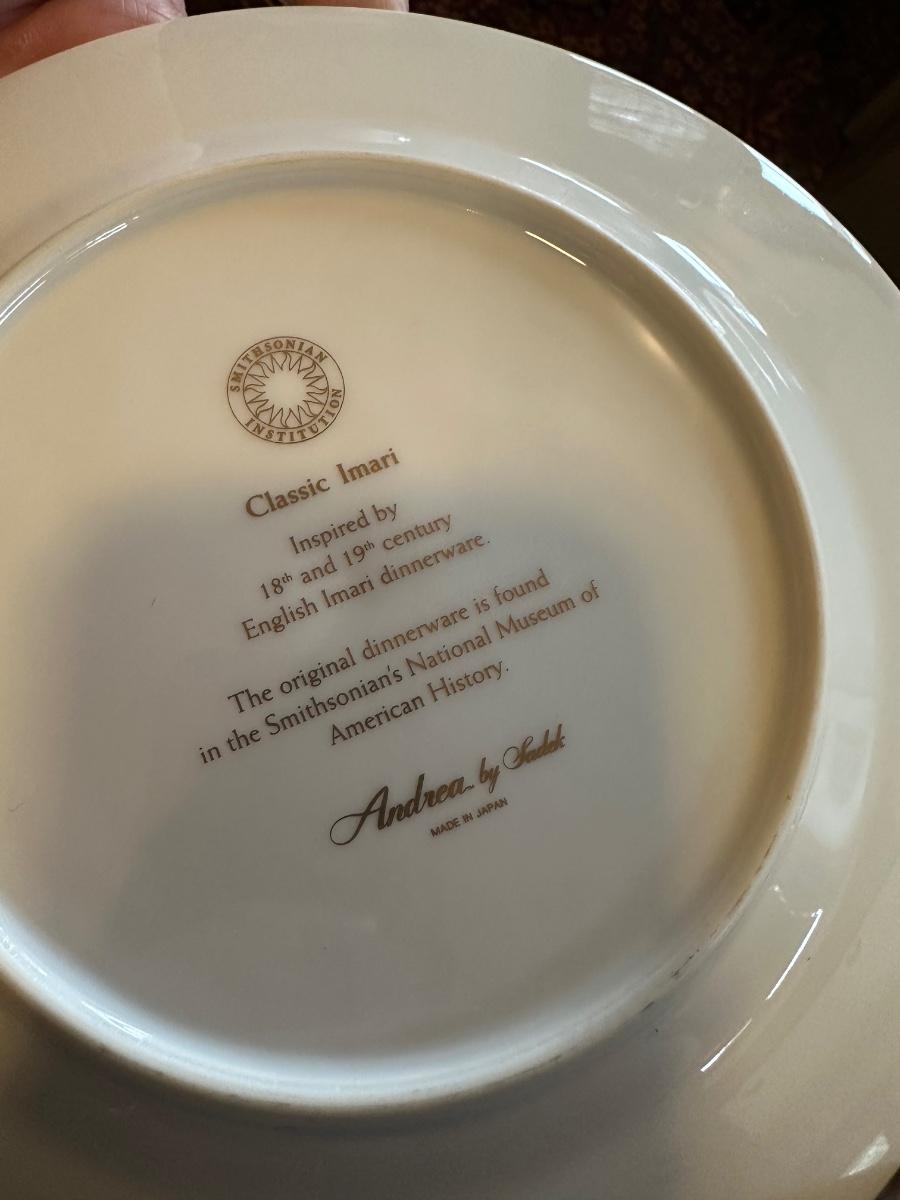 SMITHSONIAN
INSTITUTION
Classic Imari
Inspired by
18th and 19th century
English Imari dinnerware.
The original dinnerware is found
in the Smithsonian's National Museum of
American History.
Andrea™ by Sadek
MADE IN JAPAN